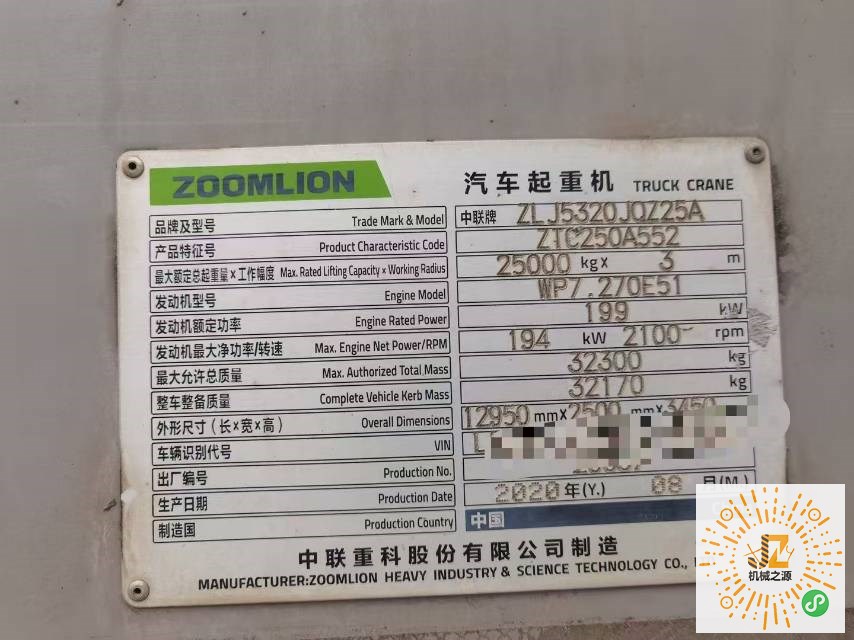 ZOOMLION 汽车起重机 TRUCK CRANE
品牌及型号 Trade Mark & Model 中联牌 ZLJ5320JQZ25A
产品特征号 Product Characteristic Code ZTC250A552
最大额定总起重量×工作幅度 Max. Rated Lifting Capacity × Working Radius 25000 kg× 3 m
发动机型号 Engine Model WP7.270E51
发动机额定功率 Engine Rated Power 199 kW
发动机最大净功率/转速 Max. Engine Net Power/RPM 194 kW 2100 rpm
最大允许总质量 Max. Authorized Total Mass 32300 kg
整车整备质量 Complete Vehicle Kerb Mass 32170 kg
外形尺寸(长×宽×高) Overall Dimensions 12950 mm×2500 mm×3450
车辆识别代号 VIN
出厂编号 Production No.
生产日期 Production Date 2020 年(Y.) 08 月(M.)
制造国 Production Country 中国
中联重科股份有限公司制造
MANUFACTURER:ZOOMLION HEAVY INDUSTRY & SCIENCE TECHNOLOGY CO.,
JZ
机械之源